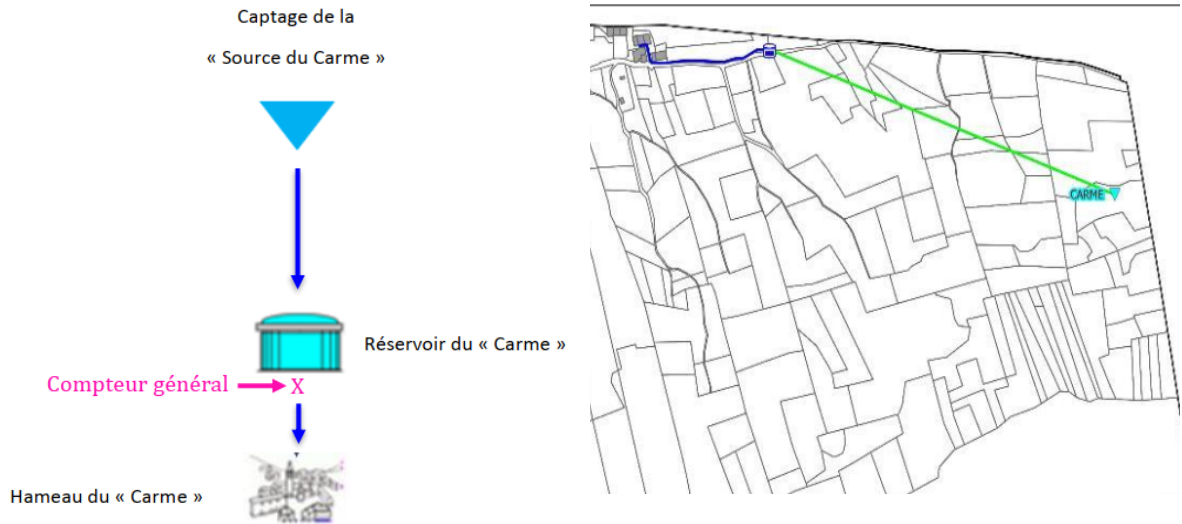 Captage de la
« Source du Carme »
Réservoir du « Carme »
Compteur général
X
Hameau du « Carme »
CARME